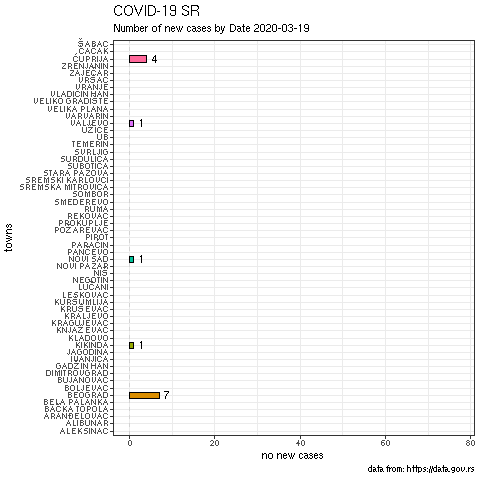 COVID-19 SR
Number of new cases by Date 2020-03-19
ŠABAC
ČAČAK
ĆUPRIJA
ZRENJANIN
ZAJEČAR
VRŠAC
VRANJE
VLADIČIN HAN
VELIKO GRADIŠTE
VELIKA PLANA
VARVARIN
VALJEVO
UŽICE
UB
TEMERIN
SVRLJIG
SURDULICA
SUBOTICA
STARA PAZOVA
SREMSKI KARLOVCI
SREMSKA MITROVICA
SOMBOR
SMEDEREVO
RUMA
REKOVAC
PROKUPLJE
POŽAREVAC
PIROT
PARAĆIN
PANČEVO
NOVI SAD
NOVI PAZAR
NIŠ
NEGOTIN
LUČANI
LESKOVAC
KURŠUMLIJA
KRUŠEVAC
KRALJEVO
KRAGUJEVAC
KNJAŽEVAC
KLADOVO
KIKINDA
JAGODINA
IVANJICA
GADŽIN HAN
DIMITROVGRAD
BUJANOVAC
BOLJEVAC
BEOGRAD
BELA PALANKA
BAČKA TOPOLA
ARANĐELOVAC
ALIBUNAR
ALEKSINAC
4
1
1
1
7
towns
0 20 40 60 80
no new cases
data from: https://data.gov.rs